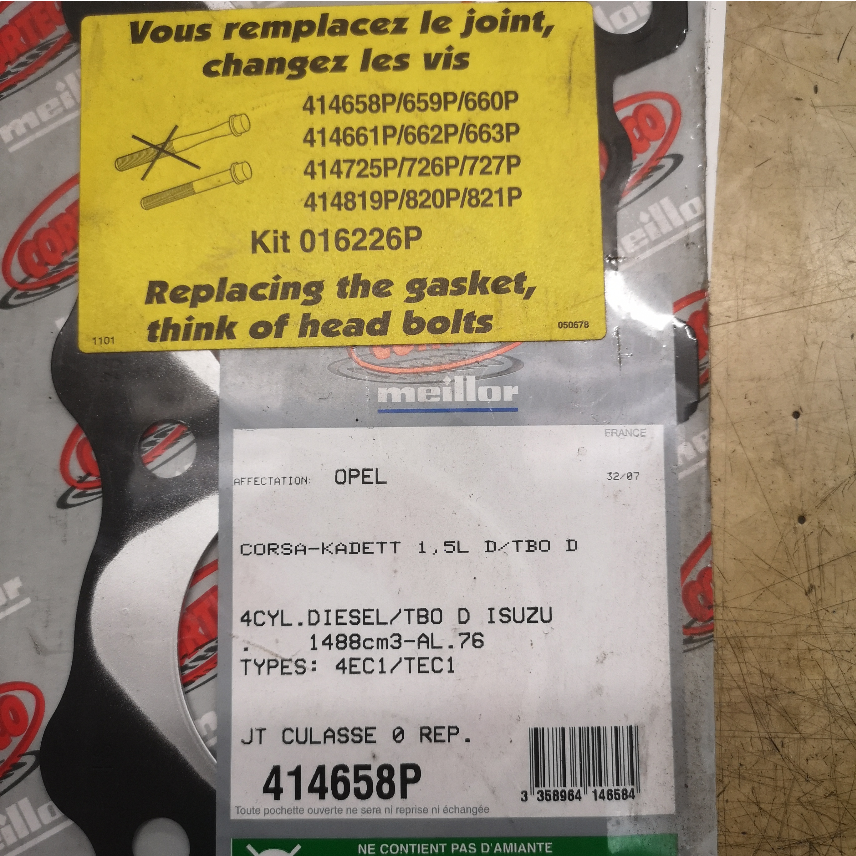 Vous remplacez le joint,
changez les vis
414658P/659P/660P
414661P/662P/663P
414725P/726P/727P
414819P/820P/821P
Kit 016226P
Replacing the gasket,
think of head bolts
1101
050578
meillor
FRANCE
AFFECTATION: OPEL
32/07
CORSA-KADETT 1,5L D/TBO D
4CYL.DIESEL/TBO D ISUZU
. 1488cm3-AL.76
TYPES: 4EC1/TEC1
JT CULASSE 0 REP.
414658P
3 358964 146584
Toute pochette ouverte ne sera ni reprise ni échangée
NE CONTIENT PAS D'AMIANTE